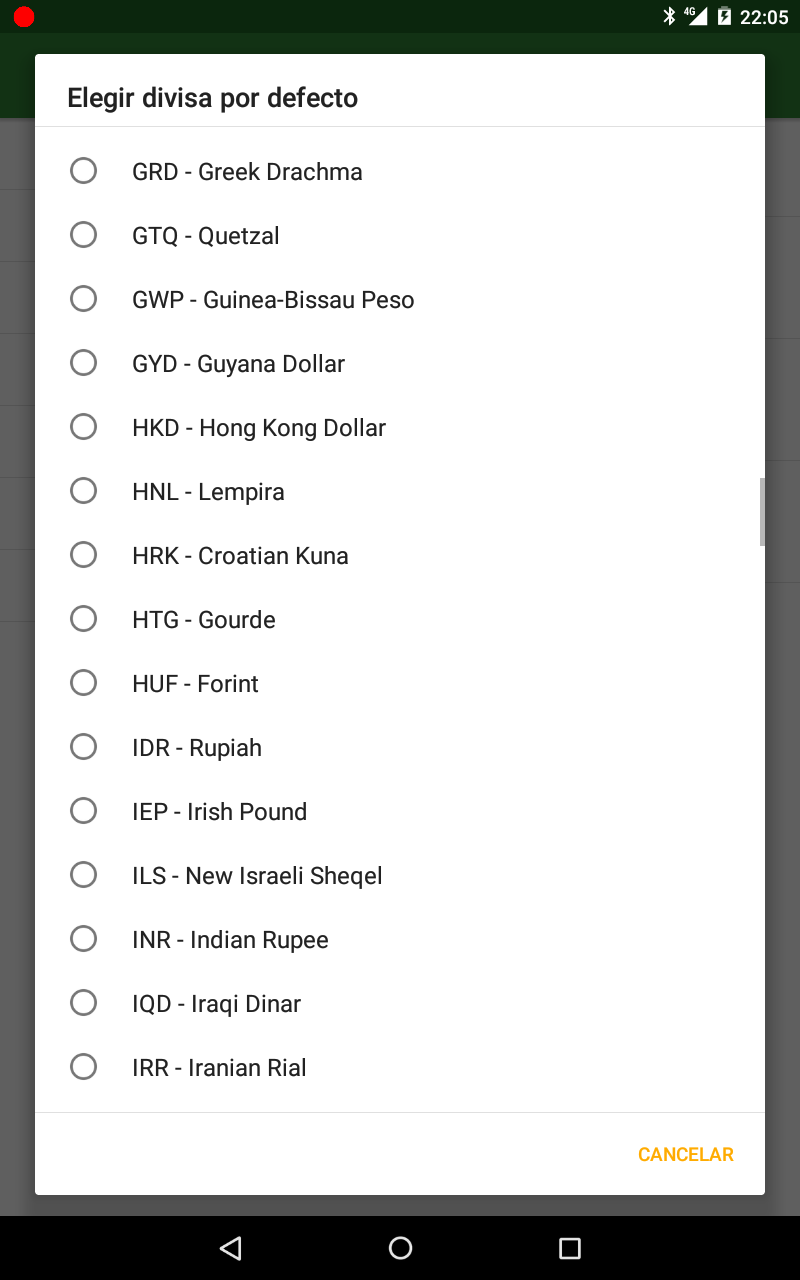 4G 22:05
Elegir divisa por defecto
GRD - Greek Drachma
GTQ - Quetzal
GWP - Guinea-Bissau Peso
GYD - Guyana Dollar
HKD - Hong Kong Dollar
HNL - Lempira
HRK - Croatian Kuna
HTG - Gourde
HUF - Forint
IDR - Rupiah
IEP - Irish Pound
ILS - New Israeli Sheqel
INR - Indian Rupee
IQD - Iraqi Dinar
IRR - Iranian Rial
CANCELAR